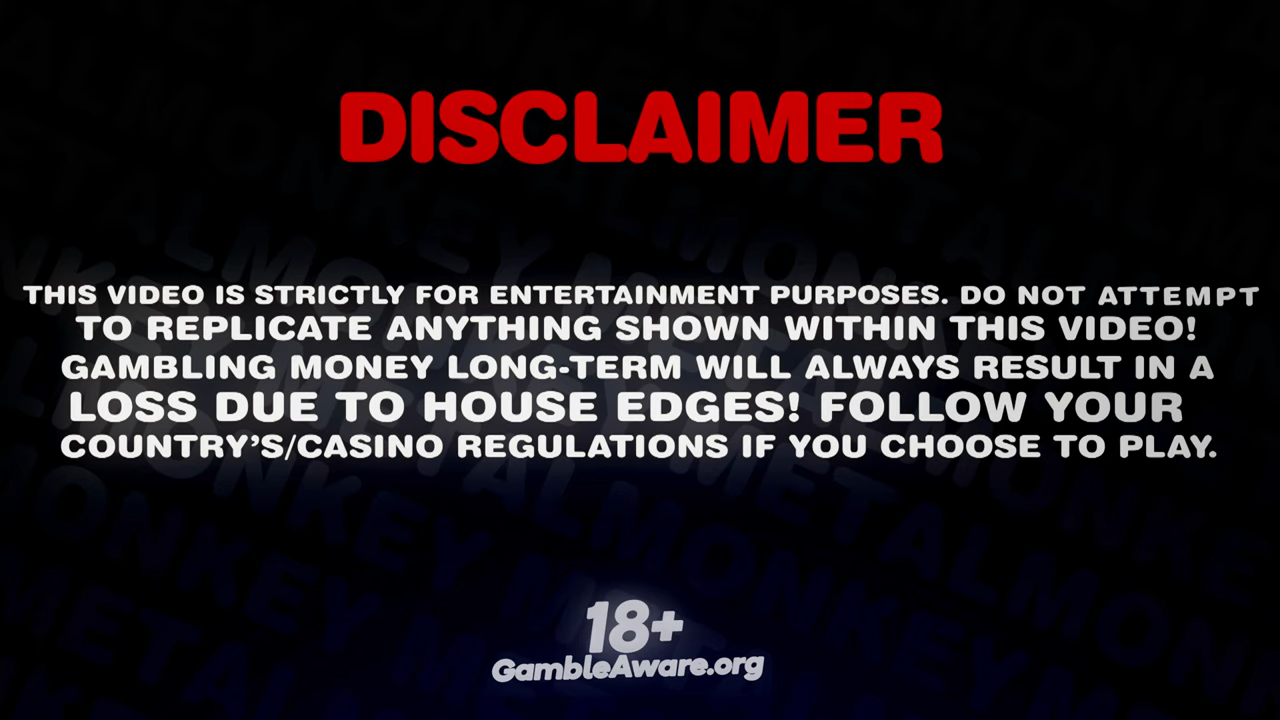 DISCLAIMER
THIS VIDEO IS STRICTLY FOR ENTERTAINMENT PURPOSES. DO NOT ATTEMPT
TO REPLICATE ANYTHING SHOWN WITHIN THIS VIDEO!
GAMBLING MONEY LONG-TERM WILL ALWAYS RESULT IN A
LOSS DUE TO HOUSE EDGES! FOLLOW YOUR
COUNTRY'S/CASINO REGULATIONS IF YOU CHOOSE TO PLAY.
18+
GambleAware.org